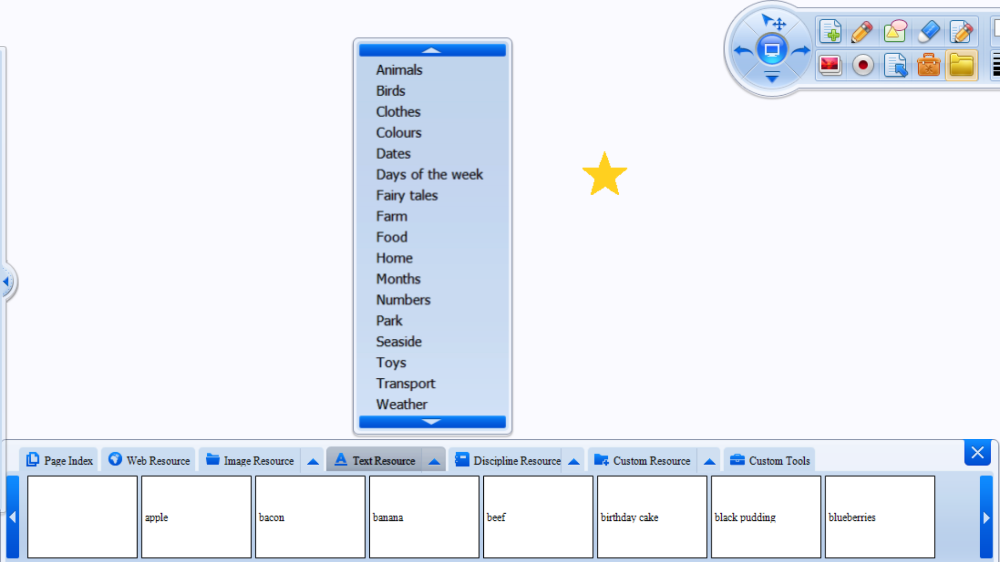 Animals
Birds
Clothes
Colours
Dates
Days of the week
Fairy tales
Farm
Food
Home
Months
Numbers
Park
Seaside
Toys
Transport
Weather
Page Index Web Resource Image Resource Text Resource Discipline Resource Custom Resource Custom Tools
apple bacon banana beef birthday cake black pudding blueberries